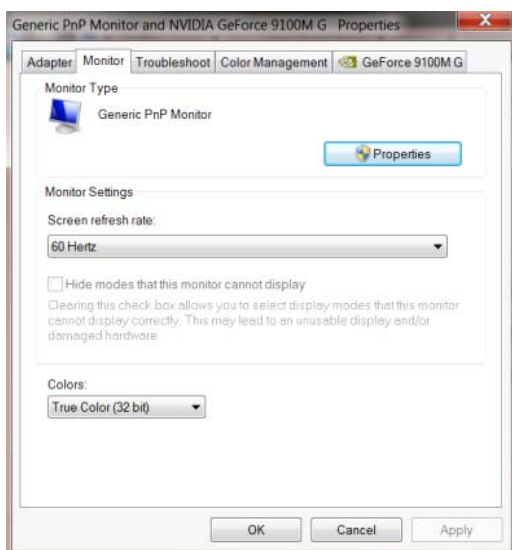 Generic PnP Monitor and NVIDIA GeForce 9100M G Properties
Adapter Monitor Troubleshoot Color Management GeForce 9100M G
Monitor Type
Generic PnP Monitor
Properties
Monitor Settings
Screen refresh rate:
60 Hertz
Hide modes that this monitor cannot display
Clearing this check box allows you to select display modes that this monitor
cannot display correctly. This may lead to an unusable display and/or
damaged hardware.
Colors:
True Color (32 bit)
OK Cancel Apply